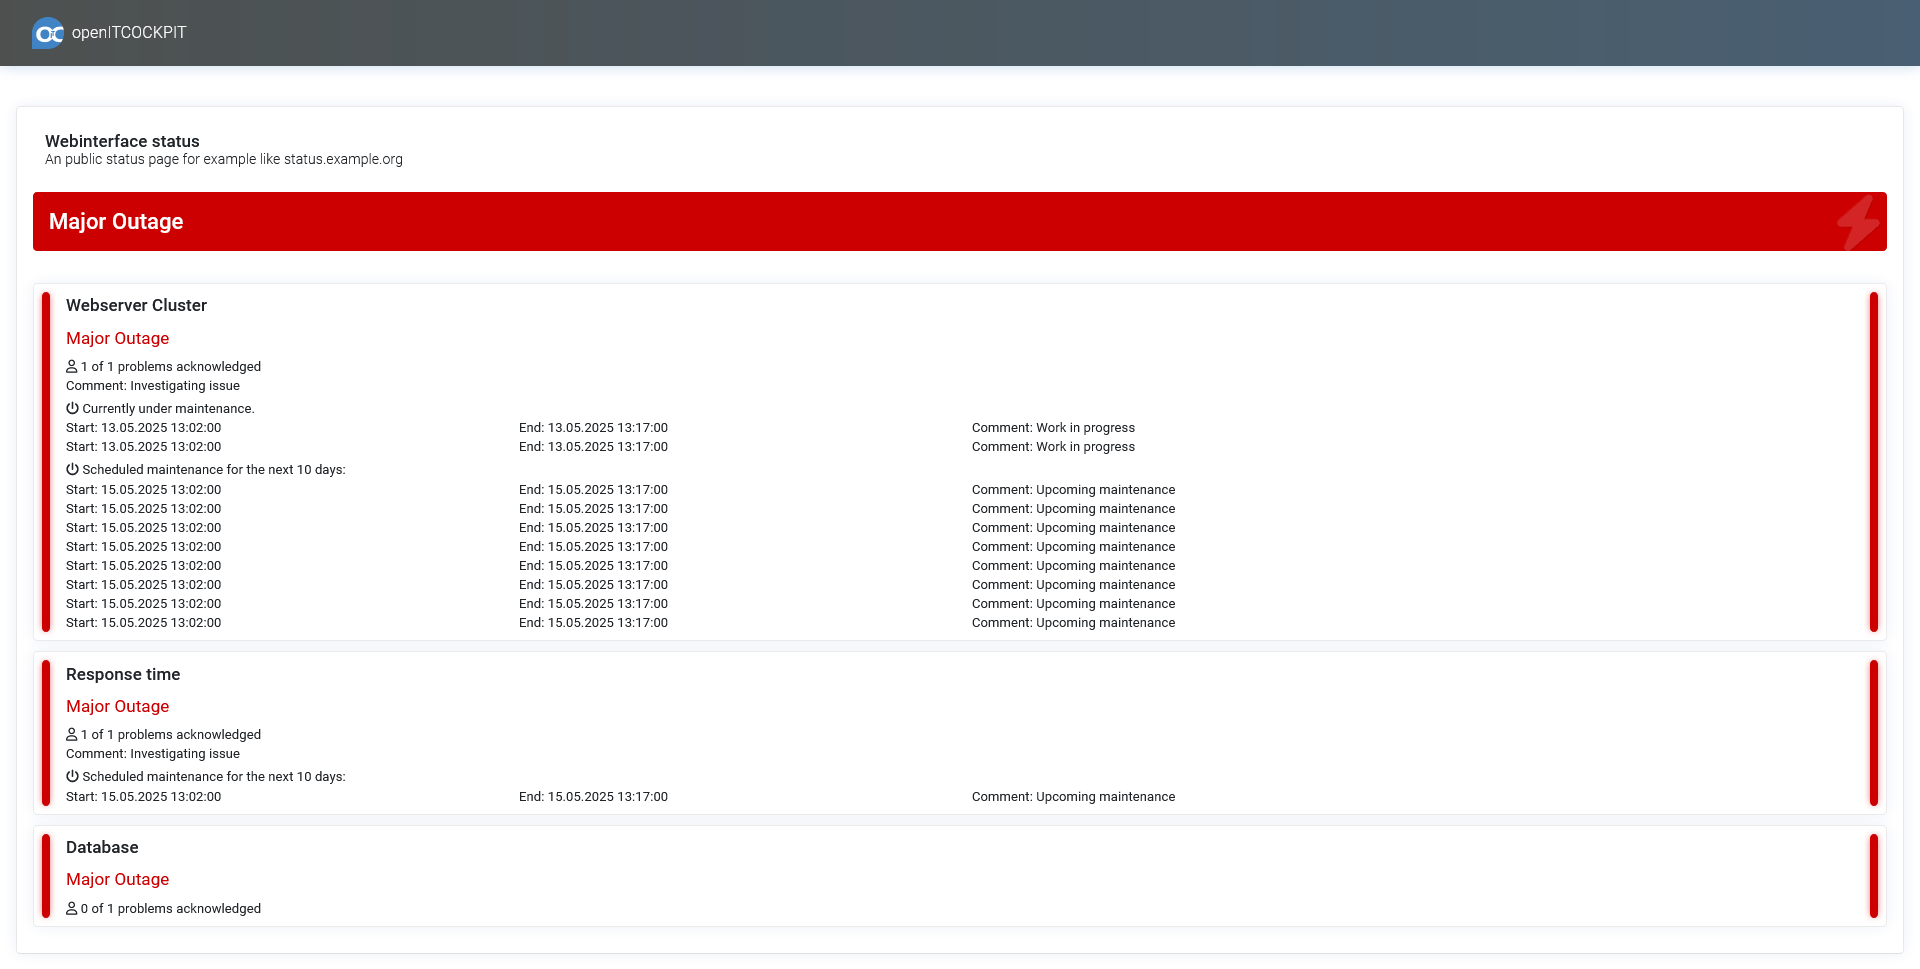 openITCOCKPIT
Webinterface status
An public status page for example like status.example.org
Major Outage
Webserver Cluster
Major Outage
1 of 1 problems acknowledged
Comment: Investigating issue
Currently under maintenance.
Start: 13.05.2025 13:02:00 End: 13.05.2025 13:17:00 Comment: Work in progress
Start: 13.05.2025 13:02:00 End: 13.05.2025 13:17:00 Comment: Work in progress
Scheduled maintenance for the next 10 days:
Start: 15.05.2025 13:02:00 End: 15.05.2025 13:17:00 Comment: Upcoming maintenance
Start: 15.05.2025 13:02:00 End: 15.05.2025 13:17:00 Comment: Upcoming maintenance
Start: 15.05.2025 13:02:00 End: 15.05.2025 13:17:00 Comment: Upcoming maintenance
Start: 15.05.2025 13:02:00 End: 15.05.2025 13:17:00 Comment: Upcoming maintenance
Start: 15.05.2025 13:02:00 End: 15.05.2025 13:17:00 Comment: Upcoming maintenance
Start: 15.05.2025 13:02:00 End: 15.05.2025 13:17:00 Comment: Upcoming maintenance
Start: 15.05.2025 13:02:00 End: 15.05.2025 13:17:00 Comment: Upcoming maintenance
Start: 15.05.2025 13:02:00 End: 15.05.2025 13:17:00 Comment: Upcoming maintenance
Response time
Major Outage
1 of 1 problems acknowledged
Comment: Investigating issue
Scheduled maintenance for the next 10 days:
Start: 15.05.2025 13:02:00 End: 15.05.2025 13:17:00 Comment: Upcoming maintenance
Database
Major Outage
0 of 1 problems acknowledged